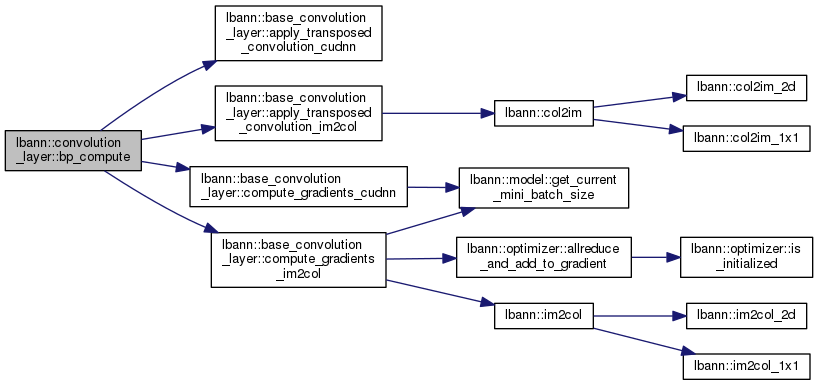 lbann::convolution
_layer::bp_compute
lbann::base_convolution
_layer::apply_transposed
_convolution_cudnn
lbann::base_convolution
_layer::apply_transposed
_convolution_im2col
lbann::col2im
lbann::col2im_2d
lbann::col2im_1x1
lbann::base_convolution
_layer::compute_gradients_cudnn
lbann::model::get_current
_mini_batch_size
lbann::base_convolution
_layer::compute_gradients
_im2col
lbann::optimizer::allreduce
_and_add_to_gradient
lbann::optimizer::is
_initialized
lbann::im2col
lbann::im2col_2d
lbann::im2col_1x1